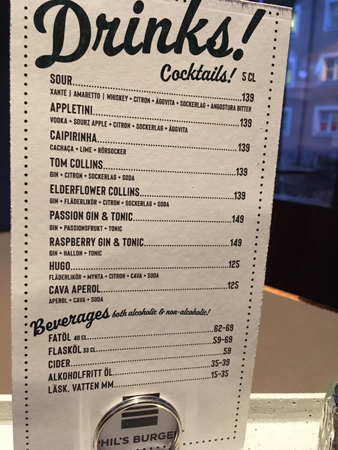 Drinks!
Cocktails! 5 CL
SOUR 139
XANTÉ | AMARETTO | WHISKEY • CITRON • ÄGGVITA • SOCKERLAG • ANGOSTURA BITTER
APPLETINI 139
VODKA • SOURZ APPLE • CITRON • SOCKERLAG • ÄGGVITA
CAIPIRINHA 139
CACHAÇA • LIME • RÖRSOCKER
TOM COLLINS 139
GIN • CITRON • SOCKERLAG • SODA
ELDERFLOWER COLLINS 139
GIN • FLÄDERLIKÖR • CITRON • SOCKERLAG • SODA
PASSION GIN & TONIC 149
GIN • PASSIONSFRUKT • TONIC
RASPBERRY GIN & TONIC 149
GIN • HALLON • TONIC
HUGO 125
FLÄDERLIKÖR • MYNTA • CITRON • CAVA • SODA
CAVA APEROL 125
APEROL • CAVA • SODA
Beverages both alcoholic & non-alcoholic!
FATÖL 40 CL 62-69
FLASKÖL 33 CL 59-69
CIDER 59
ALKOHOLFRITT ÖL 35-39
LÄSK, VATTEN MM 15-35
PHIL'S BURGER